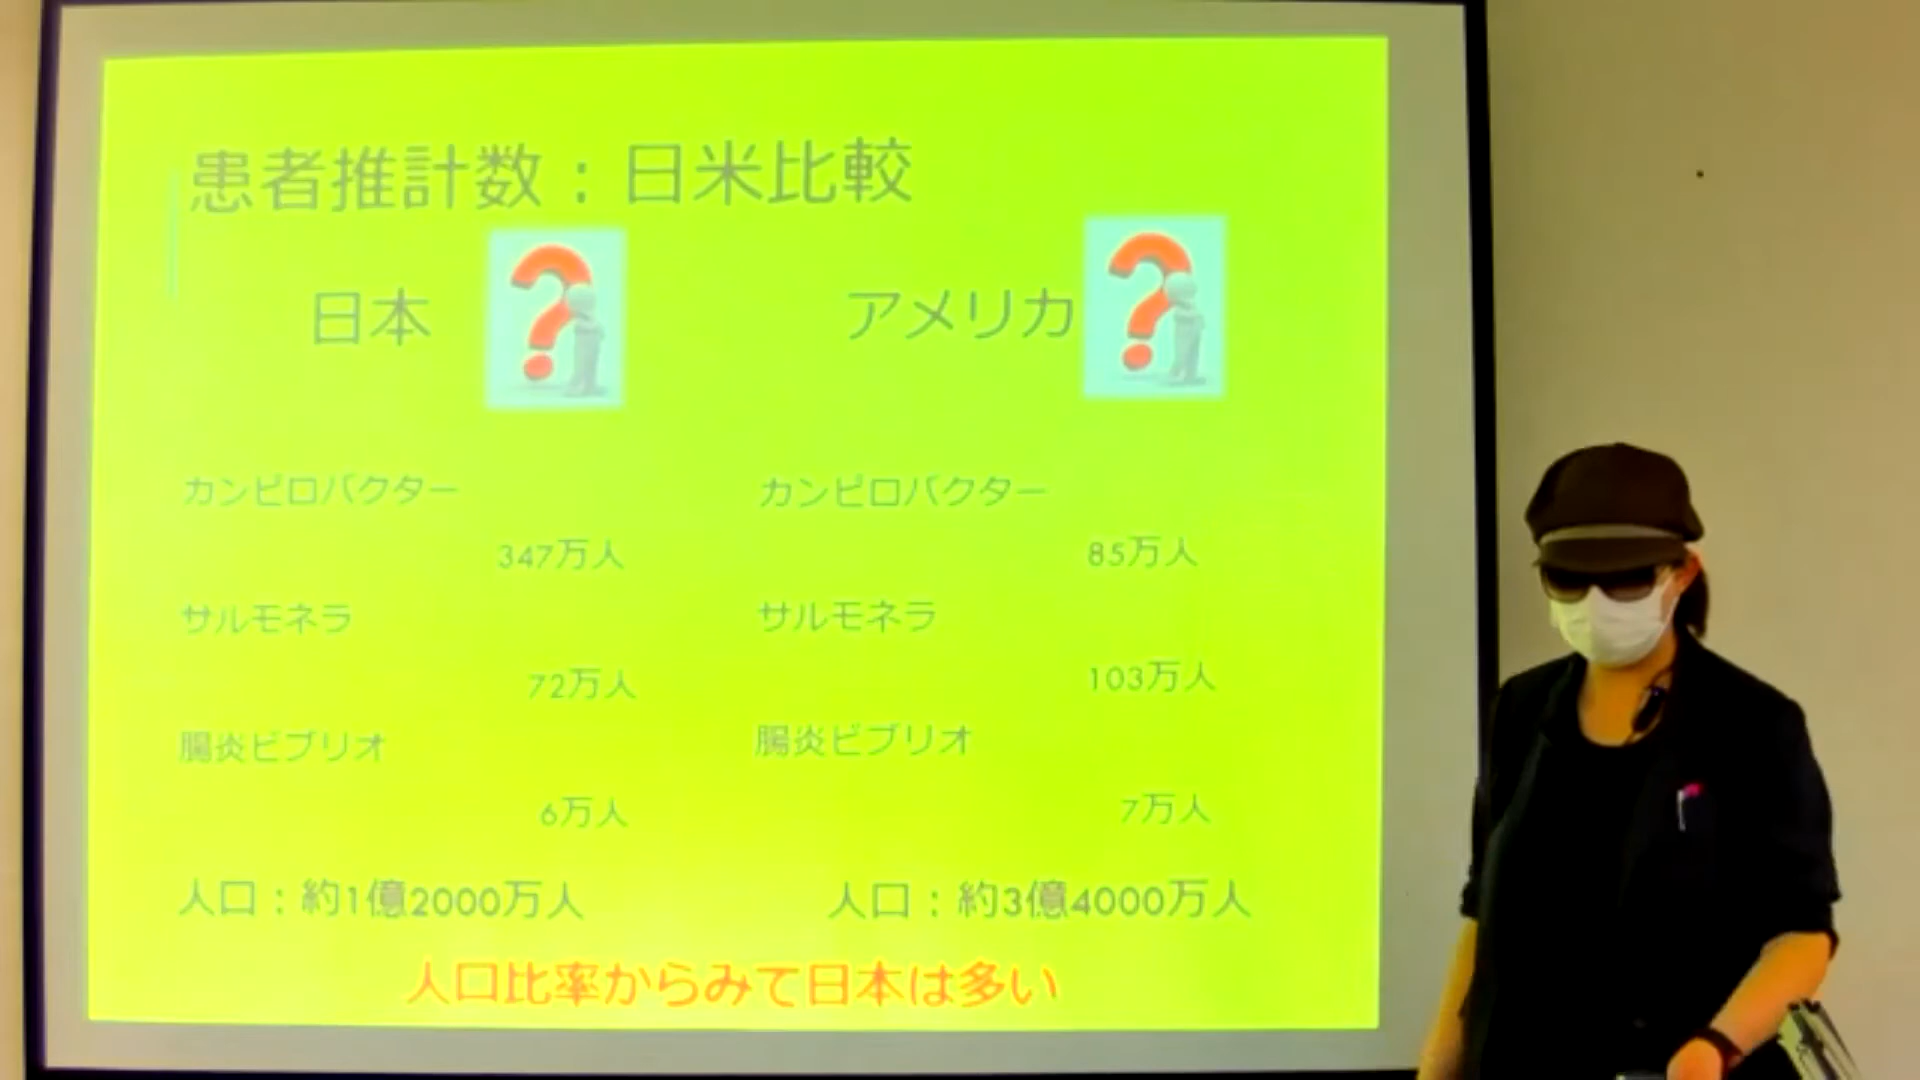 患者推計数：日米比較
日本
アメリカ
カンピロバクター
347万人
サルモネラ
72万人
腸炎ビブリオ
6万人
人口：約1億2000万人
カンピロバクター
85万人
サルモネラ
103万人
腸炎ビブリオ
7万人
人口：約3億4000万人
人口比率からみて日本は多い